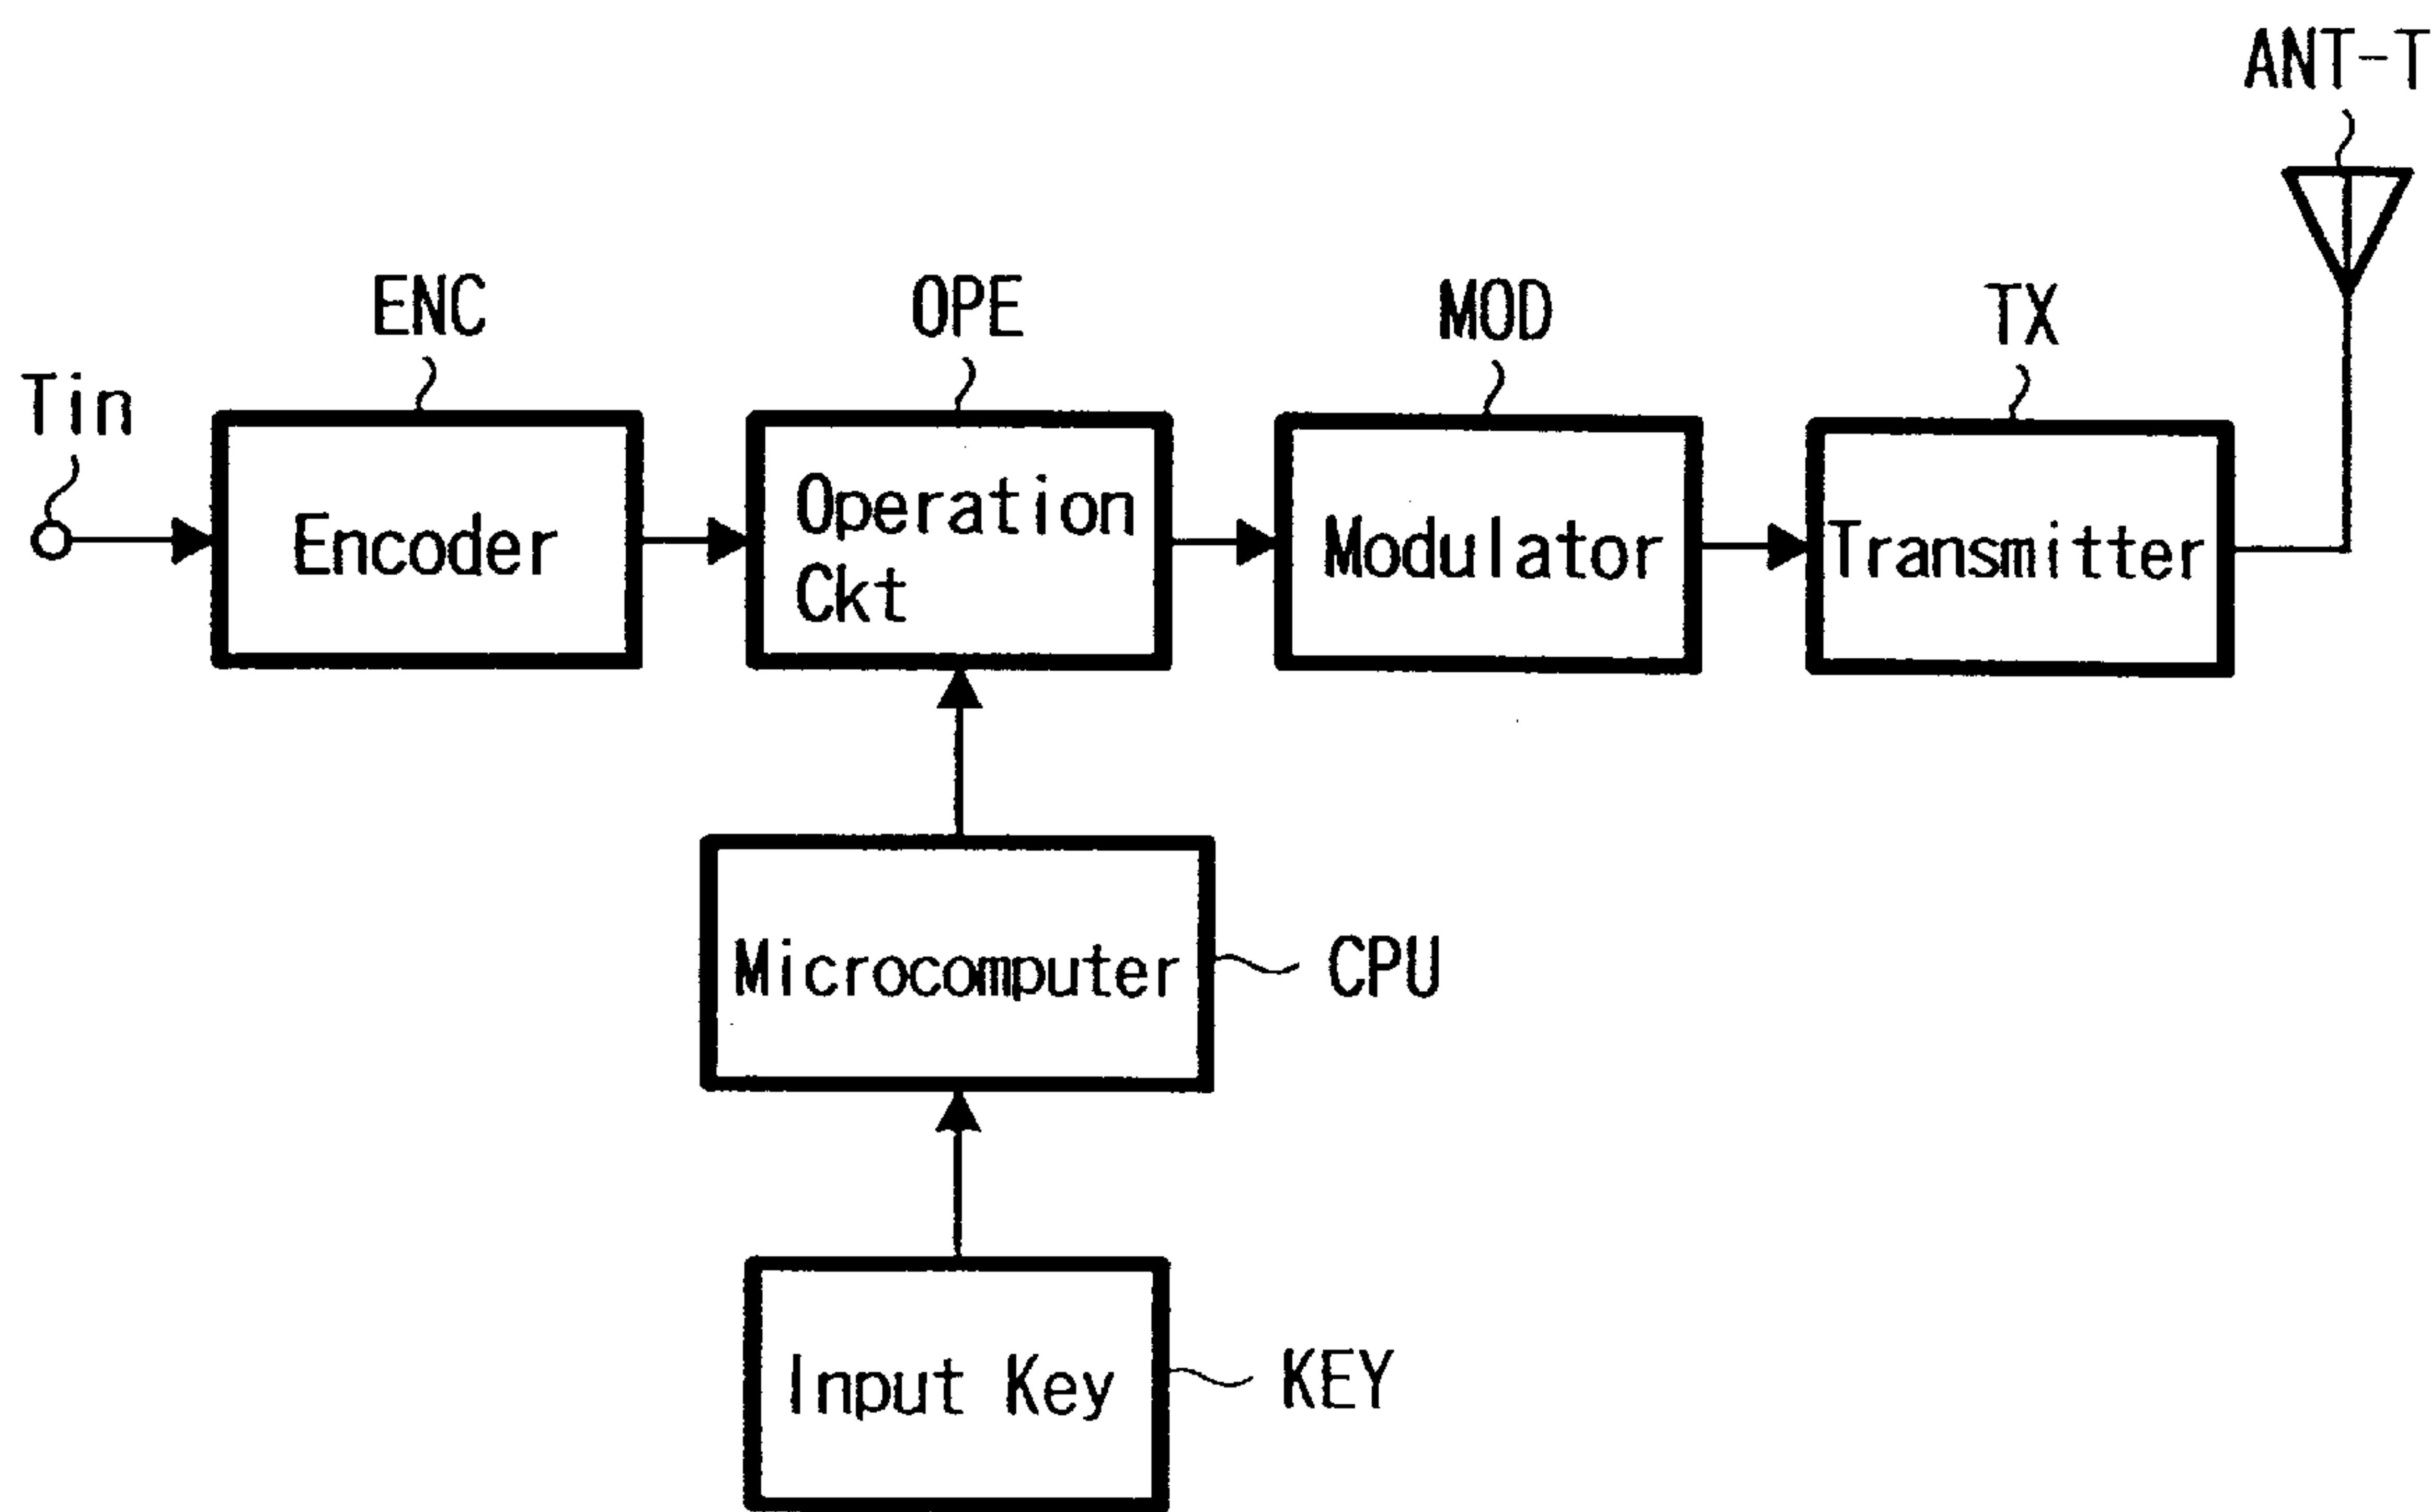 ANT-T
ENC
OPE
MOD
TX
Tin
Encoder
Operation
Ckt
Modulator
Transmitter
Microcomputer
CPU
Input Key
KEY